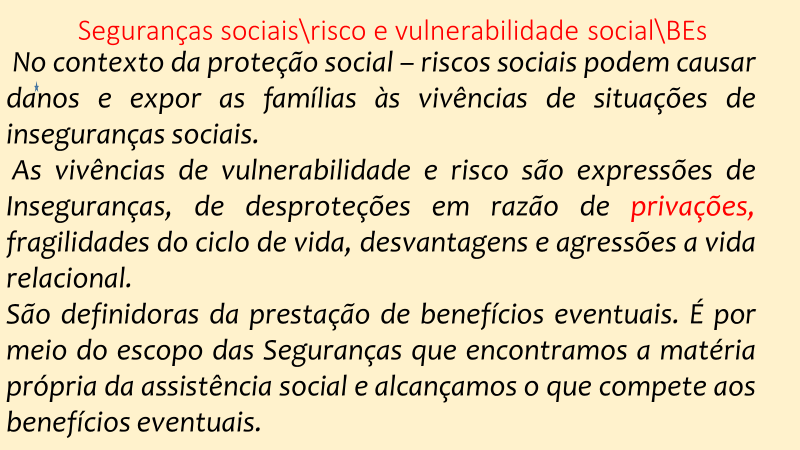 Seguranças sociais\risco e vulnerabilidade social\BEs
No contexto da proteção social – riscos sociais podem causar
danos e expor as famílias às vivências de situações de
inseguranças sociais.
As vivências de vulnerabilidade e risco são expressões de
Inseguranças, de desproteções em razão de privações,
fragilidades do ciclo de vida, desvantagens e agressões a vida
relacional.
São definidoras da prestação de benefícios eventuais. É por
meio do escopo das Seguranças que encontramos a matéria
própria da assistência social e alcançamos o que compete aos
benefícios eventuais.